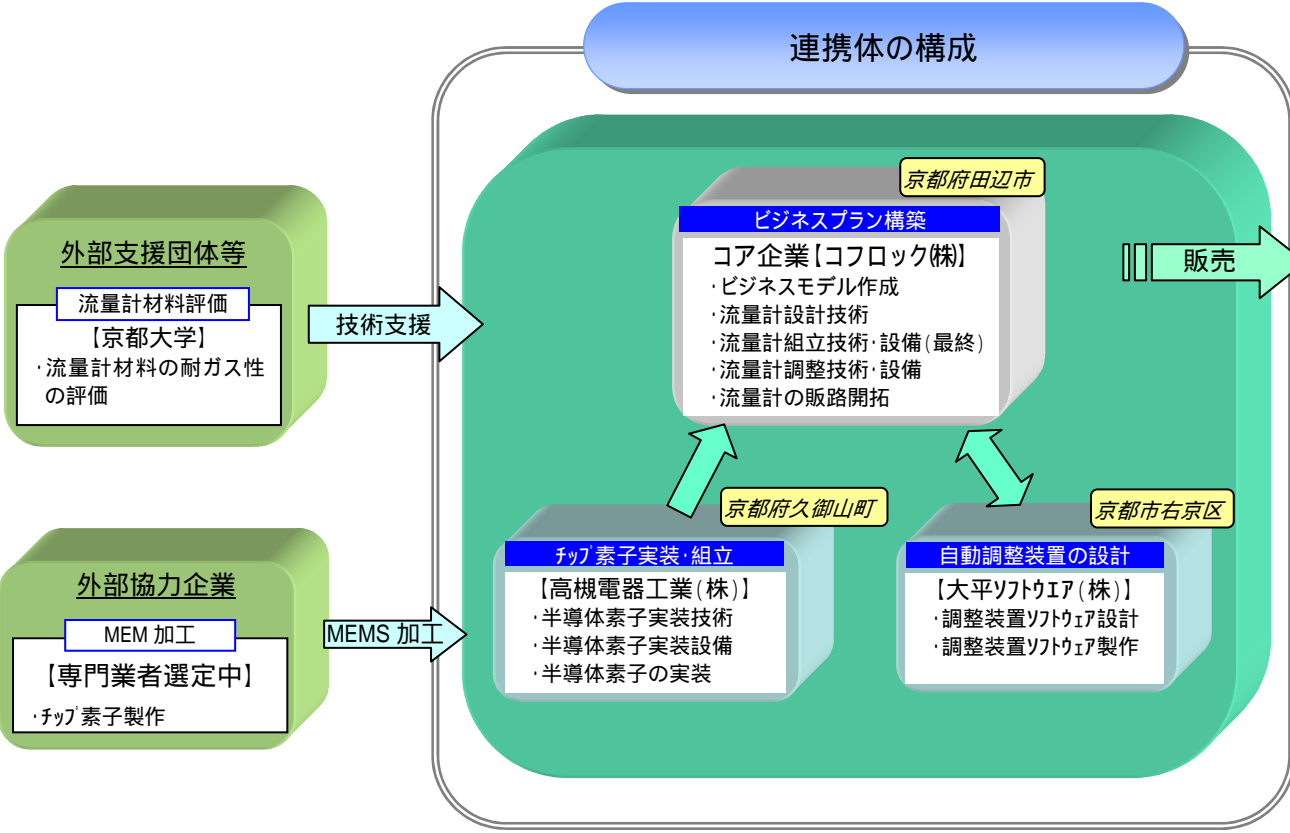 連携体の構成
外部支援団体等
流量計材料評価
【京都大学】
・流量計材料の耐ガス性
の評価
技術支援
外部協力企業
MEM 加工
【専門業者選定中】
・ﾁｯﾌﾟ素子製作
MEMS 加工
京都府田辺市
ビジネスプラン構築
コア企業【コフロック㈱】
・ビジネスモデル作成
・流量計設計技術
・流量計組立技術・設備(最終)
・流量計調整技術・設備
・流量計の販路開拓
販売
京都府久御山町
ﾁｯﾌﾟ素子実装・組立
【高槻電器工業(株)】
・半導体素子実装技術
・半導体素子実装設備
・半導体素子の実装
京都市右京区
自動調整装置の設計
【大平ｿﾌﾄｳｴｱ(株)】
・調整装置ｿﾌﾄｳｪｱ設計
・調整装置ｿﾌﾄｳｪｱ製作